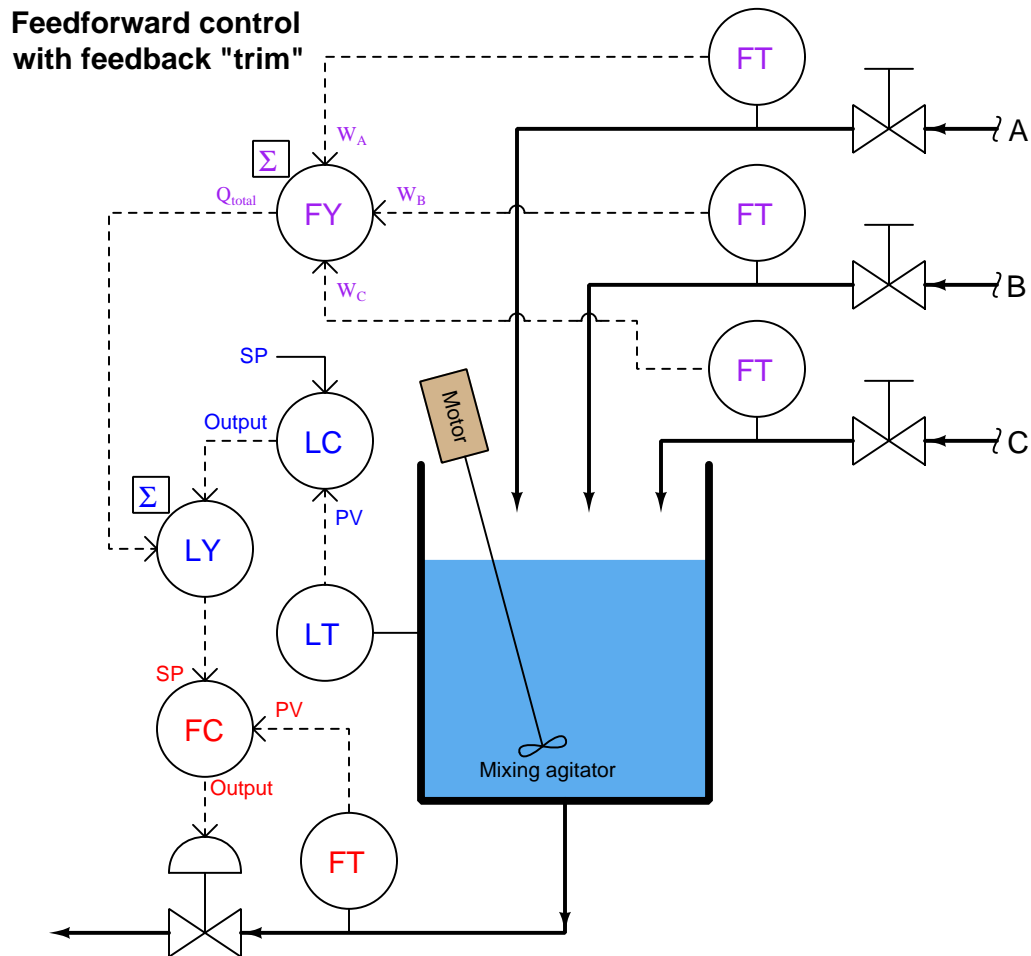 Feedforward control
with feedback "trim"
FT
A
W_A
Σ
Q_total
FY
W_B
FT
B
W_C
SP
FT
Motor
Output
LC
C
Σ
PV
LY
LT
SP
PV
FC
Mixing agitator
Output
FT